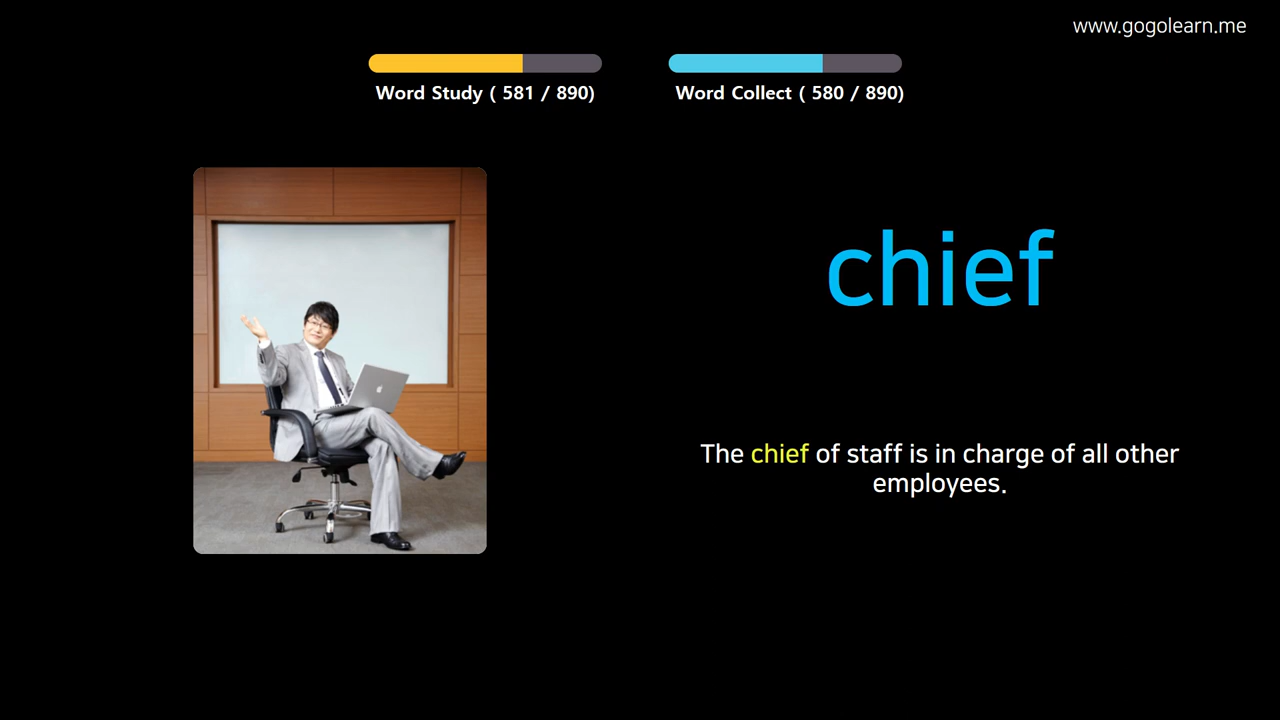 www.gogolearn.me
Word Study ( 581 / 890)
Word Collect ( 580 / 890)
chief
The chief of staff is in charge of all other
employees.